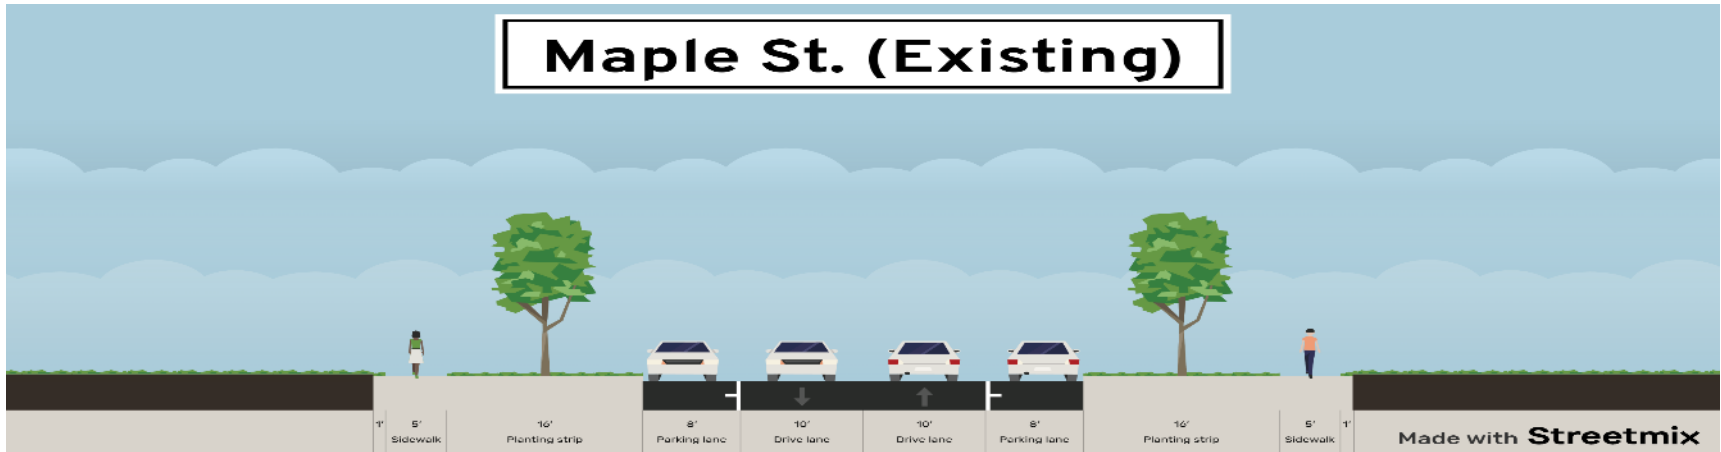 Maple St. (Existing)
1' 5' 16' 8' 10' 10' 8' 16' 5' 1'
Sidewalk Planting strip Parking lane Drive lane Drive lane Parking lane Planting strip Sidewalk
Made with Streetmix